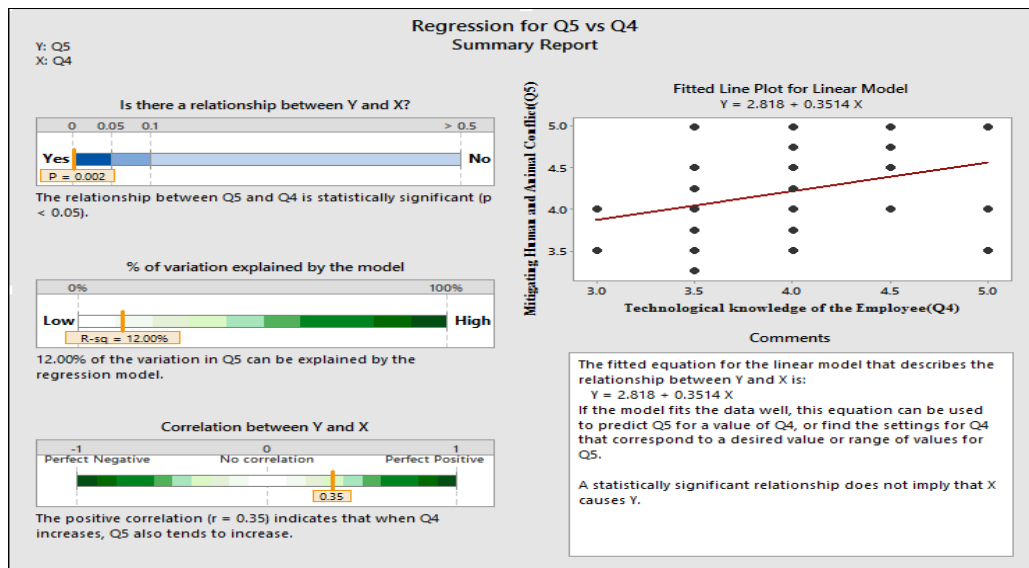 Regression for Q5 vs Q4
Summary Report
Y: Q5
X: Q4
Is there a relationship between Y and X?
0 0.05 0.1 > 0.5
Yes No
P = 0.002
The relationship between Q5 and Q4 is statistically significant (p
< 0.05).
% of variation explained by the model
0% 100%
Low High
R-sq = 12.00%
12.00% of the variation in Q5 can be explained by the
regression model.
Correlation between Y and X
-1 0 1
Perfect Negative No correlation Perfect Positive
0.35
The positive correlation (r = 0.35) indicates that when Q4
increases, Q5 also tends to increase.
Fitted Line Plot for Linear Model
Y = 2.818 + 0.3514 X
Mitigating Human and Animal Conflict(Q5)
5.0
4.5
4.0
3.5
3.0 3.5 4.0 4.5 5.0
Technological knowledge of the Employee(Q4)
Comments
The fitted equation for the linear model that describes the
relationship between Y and X is:
Y = 2.818 + 0.3514 X
If the model fits the data well, this equation can be used
to predict Q5 for a value of Q4, or find the settings for Q4
that correspond to a desired value or range of values for
Q5.
A statistically significant relationship does not imply that X
causes Y.